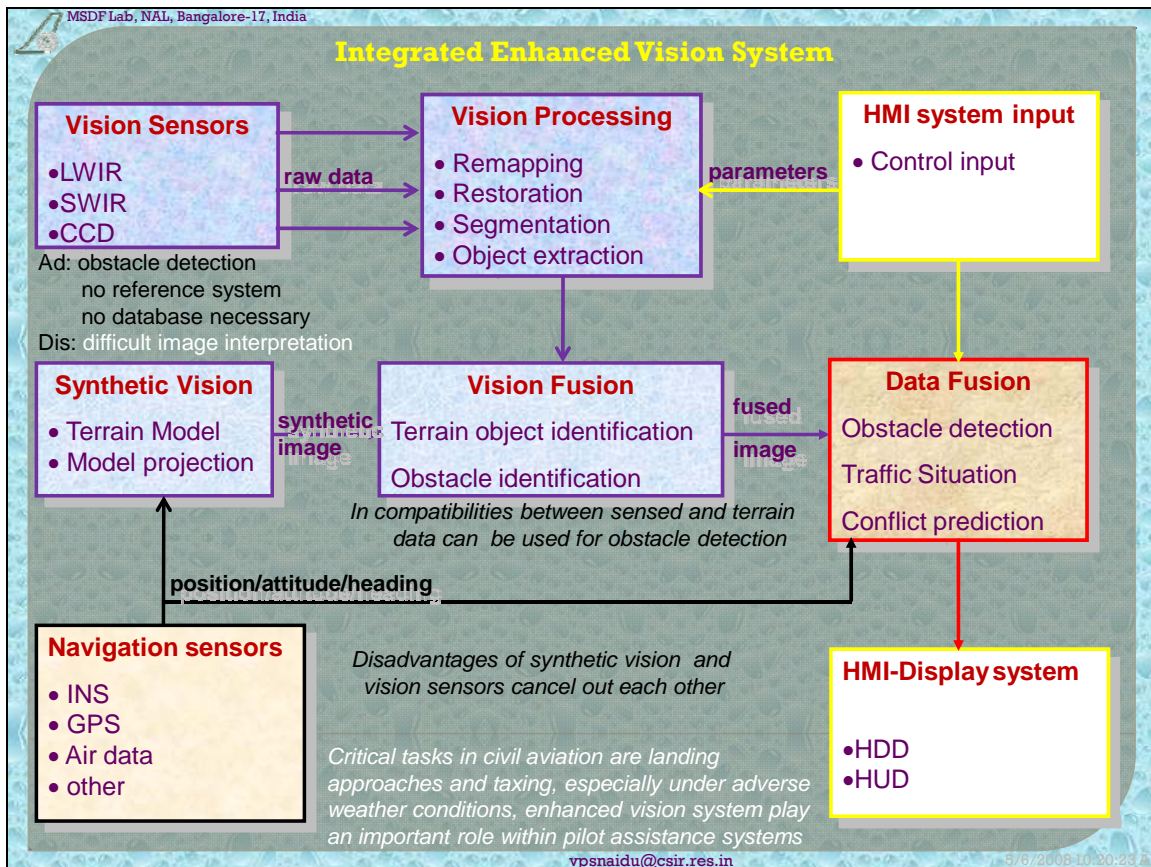 MSDF Lab, NAL, Bangalore-17, India
Integrated Enhanced Vision System
Vision Sensors
•LWIR
•SWIR
•CCD
raw data
Vision Processing
• Remapping
• Restoration
• Segmentation
• Object extraction
parameters
HMI system input
• Control input
Ad: obstacle detection
no reference system
no database necessary
Dis: difficult image interpretation
Synthetic Vision
• Terrain Model
• Model projection
synthetic
image
Vision Fusion
Terrain object identification
Obstacle identification
fused
image
Data Fusion
Obstacle detection
Traffic Situation
Conflict prediction
In compatibilities between sensed and terrain
data can be used for obstacle detection
position/attitude/heading
Navigation sensors
• INS
• GPS
• Air data
• other
Disadvantages of synthetic vision and
vision sensors cancel out each other
HMI-Display system
•HDD
•HUD
Critical tasks in civil aviation are landing
approaches and taxing, especially under adverse
weather conditions, enhanced vision system play
an important role within pilot assistance systems
vpsnaidu@csir.res.in
5/6/2008 10:20:23